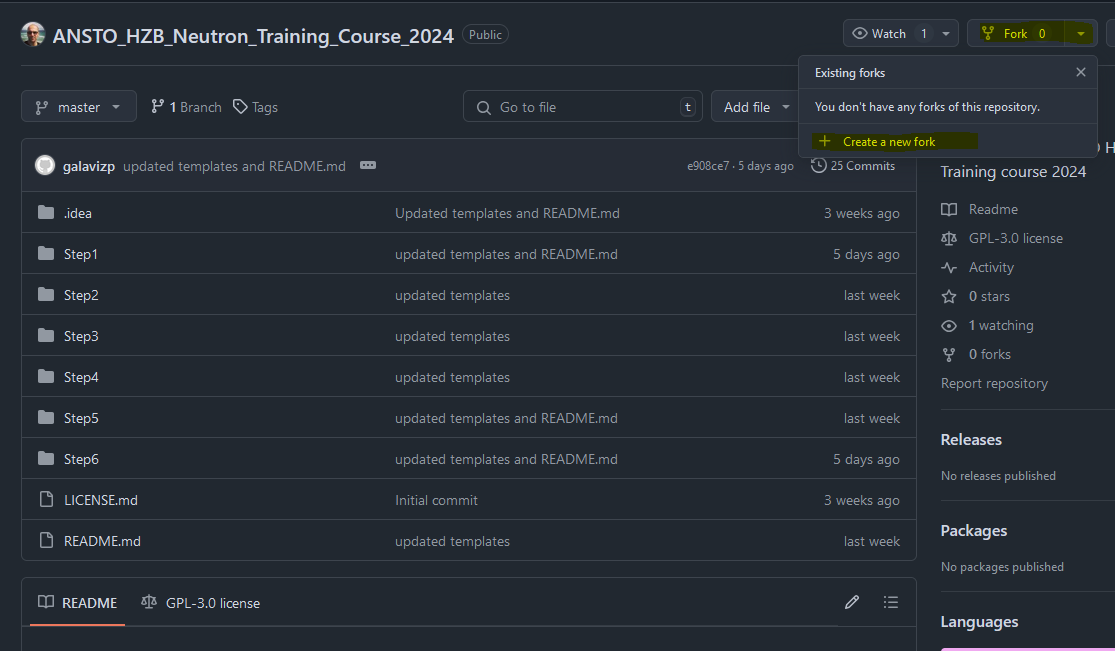 ANSTO_HZB_Neutron_Training_Course_2024 Public Watch 1 Fork 0
Existing forks
You don't have any forks of this repository.
Create a new fork
master 1 Branch Tags Go to file t Add file
galavizp updated templates and README.md e908ce7 · 5 days ago 25 Commits
.idea Updated templates and README.md 3 weeks ago
Step1 updated templates and README.md 5 days ago
Step2 updated templates last week
Step3 updated templates last week
Step4 updated templates last week
Step5 updated templates and README.md last week
Step6 updated templates and README.md 5 days ago
LICENSE.md Initial commit 3 weeks ago
README.md updated templates last week
README GPL-3.0 license
H
Training course 2024
Readme
GPL-3.0 license
Activity
0 stars
1 watching
0 forks
Report repository
Releases
No releases published
Packages
No packages published
Languages